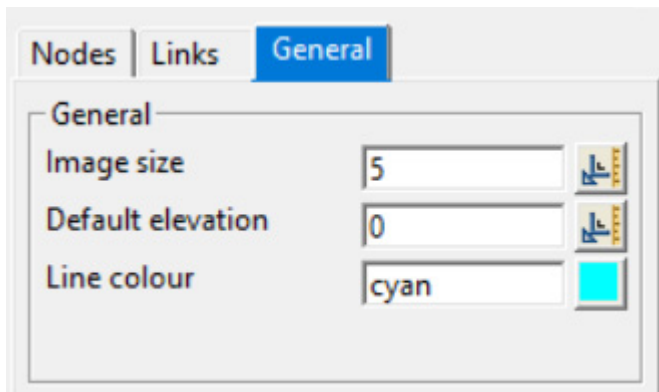 Nodes Links General
General
Image size 5
Default elevation 0
Line colour cyan